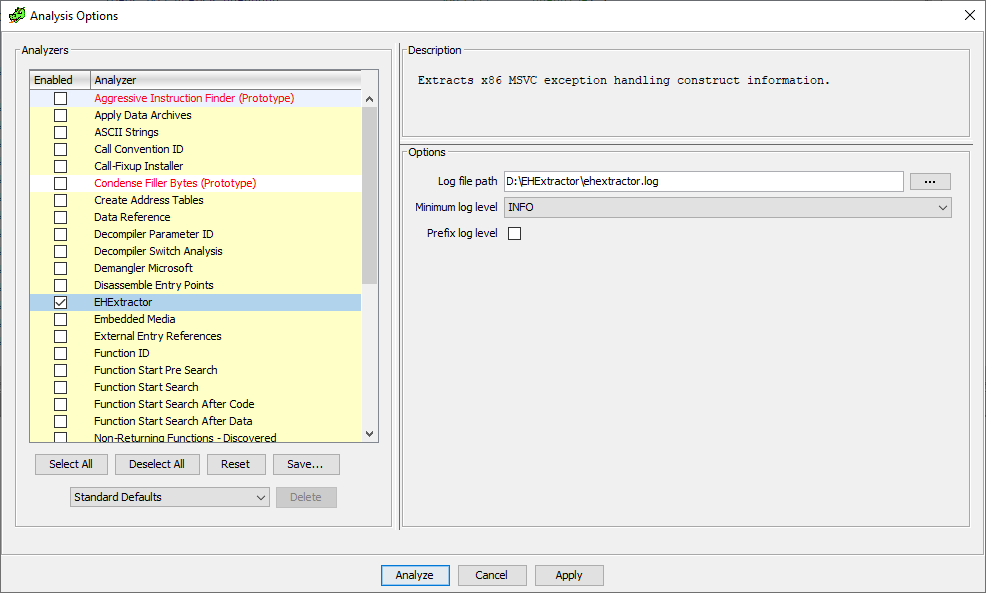 Analysis Options
Analyzers
Enabled Analyzer
Aggressive Instruction Finder (Prototype)
Apply Data Archives
ASCII Strings
Call Convention ID
Call-Fixup Installer
Condense Filler Bytes (Prototype)
Create Address Tables
Data Reference
Decompiler Parameter ID
Decompiler Switch Analysis
Demangler Microsoft
Disassemble Entry Points
EHExtractor
Embedded Media
External Entry References
Function ID
Function Start Pre Search
Function Start Search
Function Start Search After Code
Function Start Search After Data
Non-Returning Functions - Discovered
Select All Deselect All Reset Save...
Standard Defaults Delete
Description
Extracts x86 MSVC exception handling construct information.
Options
Log file path D:\EHExtractor\ehextractor.log ...
Minimum log level INFO
Prefix log level
Analyze Cancel Apply